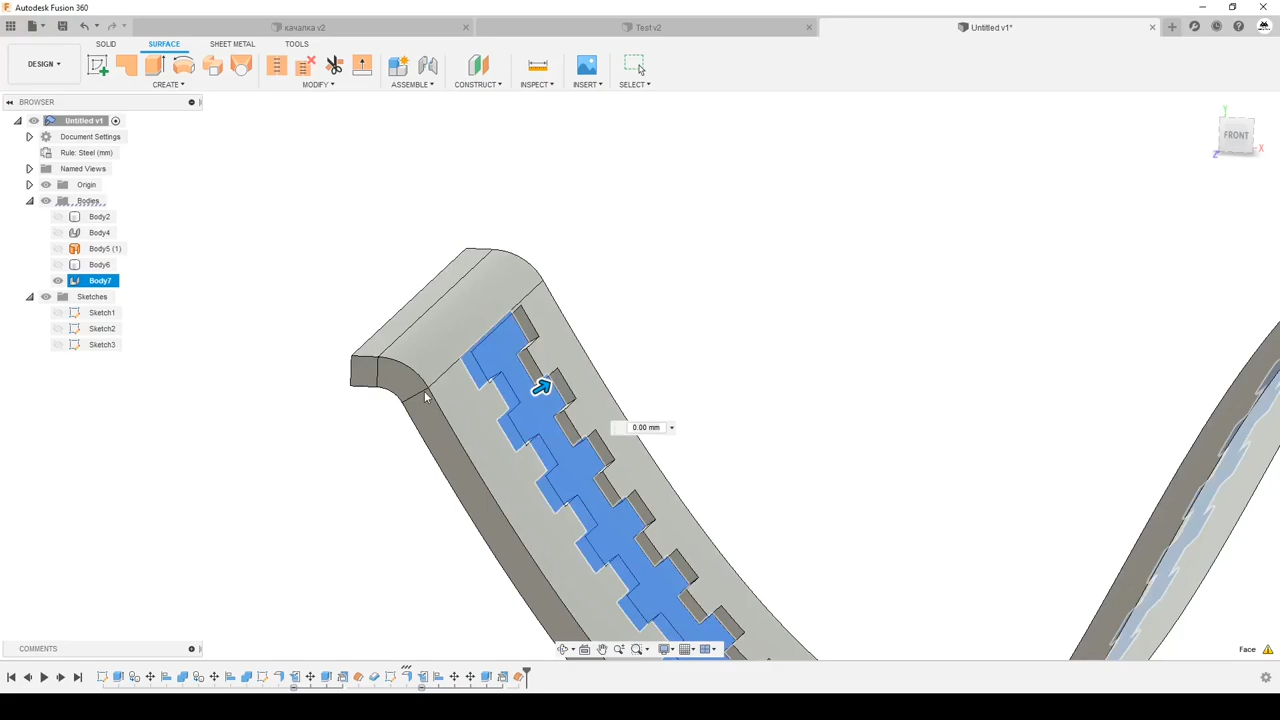 Autodesk Fusion 360
качалка v2
Test v2
Untitled v1*
SOLID
SURFACE
SHEET METAL
TOOLS
DESIGN
CREATE
MODIFY
ASSEMBLE
CONSTRUCT
INSPECT
INSERT
SELECT
BROWSER
Untitled v1
Document Settings
Rule: Steel (mm)
Named Views
Origin
Bodies
Body2
Body4
Body5 (1)
Body6
Body7
Sketches
Sketch1
Sketch2
Sketch3
Y
FRONT
X
Z
0.00 mm
COMMENTS
Face